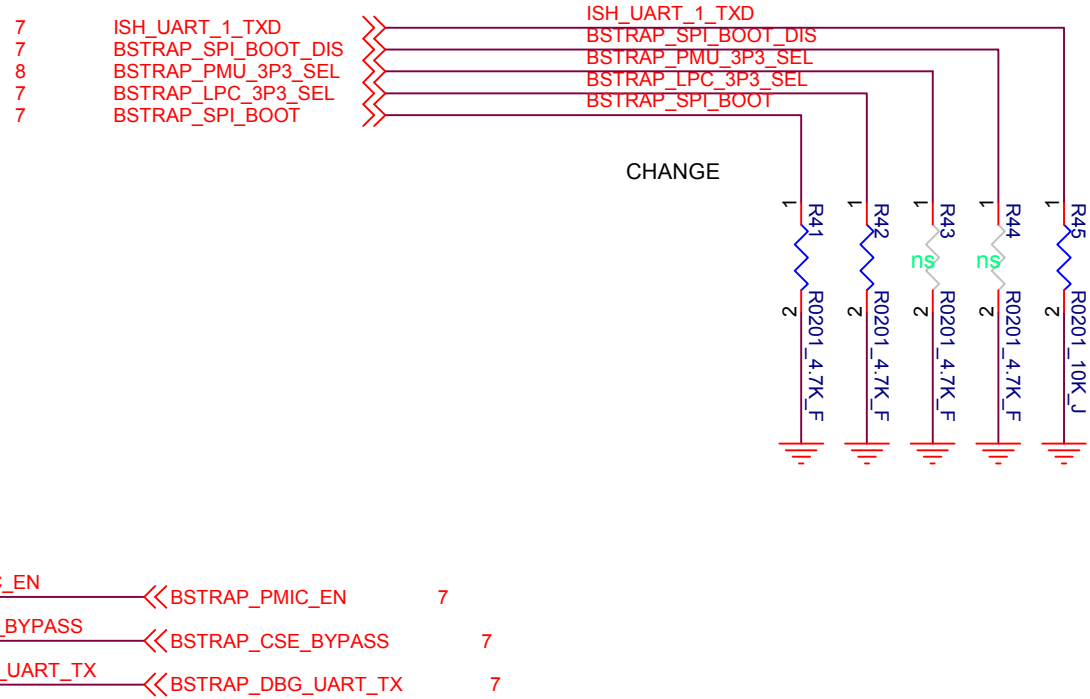 7 ISH_UART_1_TXD ISH_UART_1_TXD
7 BSTRAP_SPI_BOOT_DIS BSTRAP_SPI_BOOT_DIS
8 BSTRAP_PMU_3P3_SEL BSTRAP_PMU_3P3_SEL
7 BSTRAP_LPC_3P3_SEL BSTRAP_LPC_3P3_SEL
7 BSTRAP_SPI_BOOT BSTRAP_SPI_BOOT
CHANGE
1 R41 1 R42 1 R43 1 R44 1 R45
ns ns
2 R0201_4.7K_F 2 R0201_4.7K_F 2 R0201_4.7K_F 2 R0201_4.7K_F 2 R0201_10K_J
C_EN BSTRAP_PMIC_EN 7
_BYPASS BSTRAP_CSE_BYPASS 7
_UART_TX BSTRAP_DBG_UART_TX 7